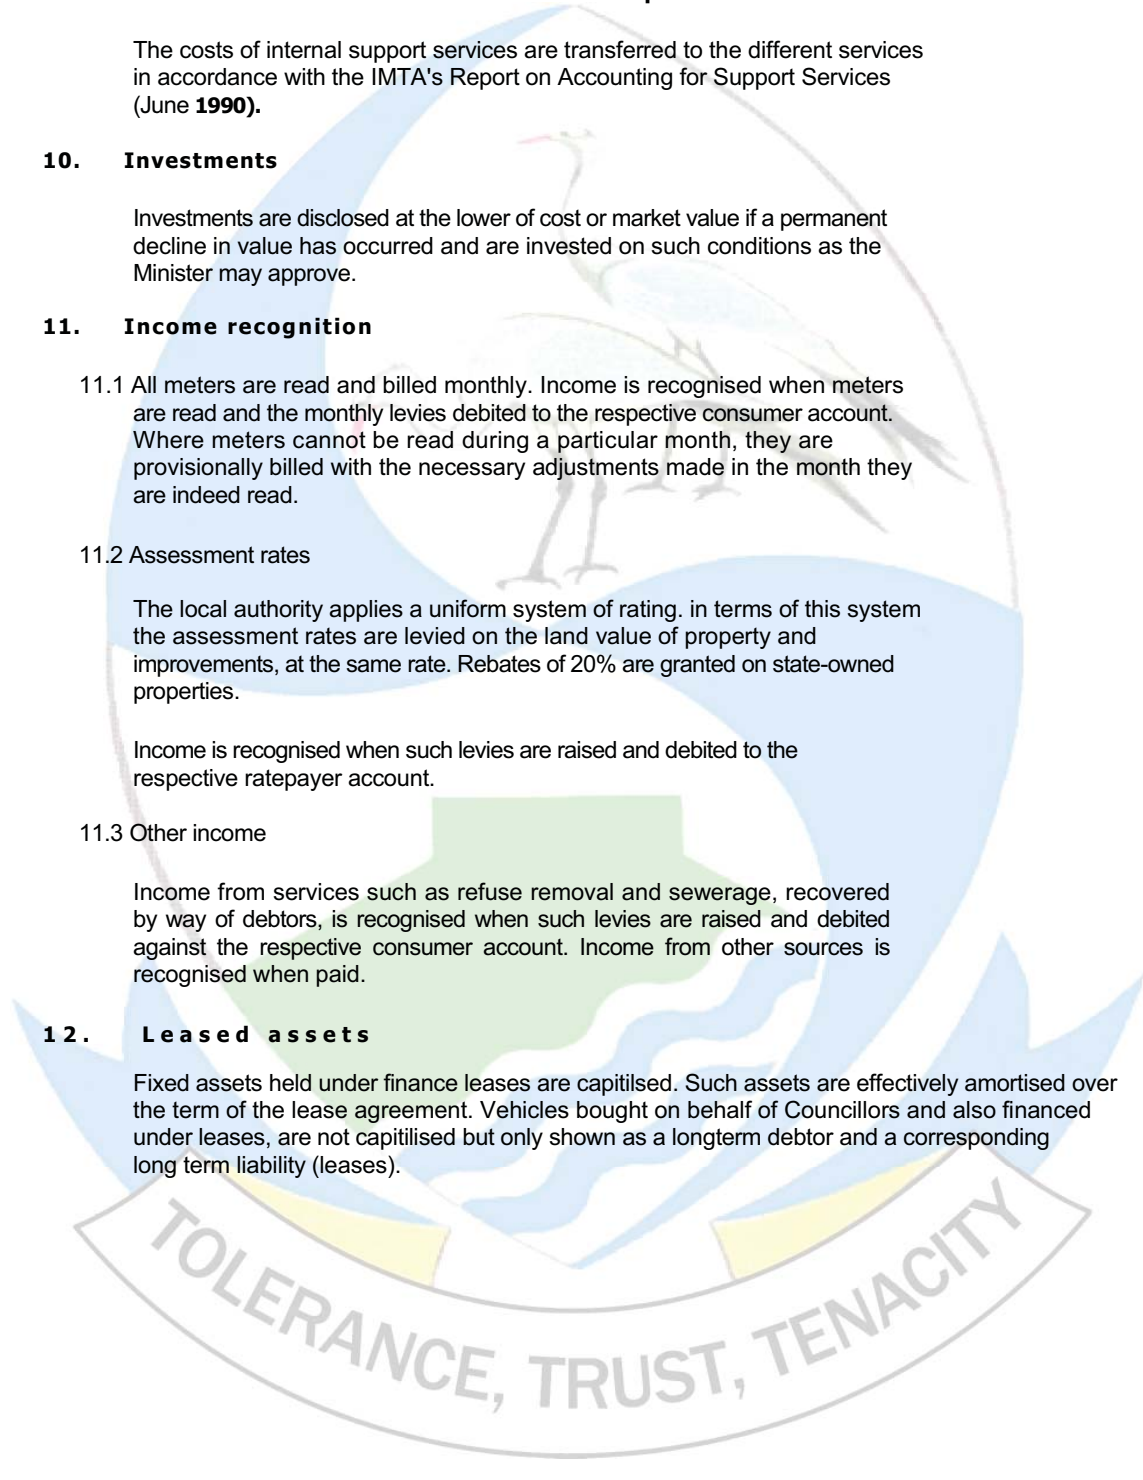 The costs of internal support services are transferred to the different services
in accordance with the IMTA's Report on Accounting for Support Services
(June 1990).
10. Investments
Investments are disclosed at the lower of cost or market value if a permanent
decline in value has occurred and are invested on such conditions as the
Minister may approve.
11. Income recognition
11.1 All meters are read and billed monthly. Income is recognised when meters
are read and the monthly levies debited to the respective consumer account.
Where meters cannot be read during a particular month, they are
provisionally billed with the necessary adjustments made in the month they
are indeed read.
11.2 Assessment rates
The local authority applies a uniform system of rating. in terms of this system
the assessment rates are levied on the land value of property and
improvements, at the same rate. Rebates of 20% are granted on state-owned
properties.
Income is recognised when such levies are raised and debited to the
respective ratepayer account.
11.3 Other income
Income from services such as refuse removal and sewerage, recovered
by way of debtors, is recognised when such levies are raised and debited
against the respective consumer account. Income from other sources is
recognised when paid.
12. Leased assets
Fixed assets held under finance leases are capitilsed. Such assets are effectively amortised over
the term of the lease agreement. Vehicles bought on behalf of Councillors and also financed
under leases, are not capitilised but only shown as a longterm debtor and a corresponding
long term liability (leases).
TOLERANCE, TRUST, TENACITY